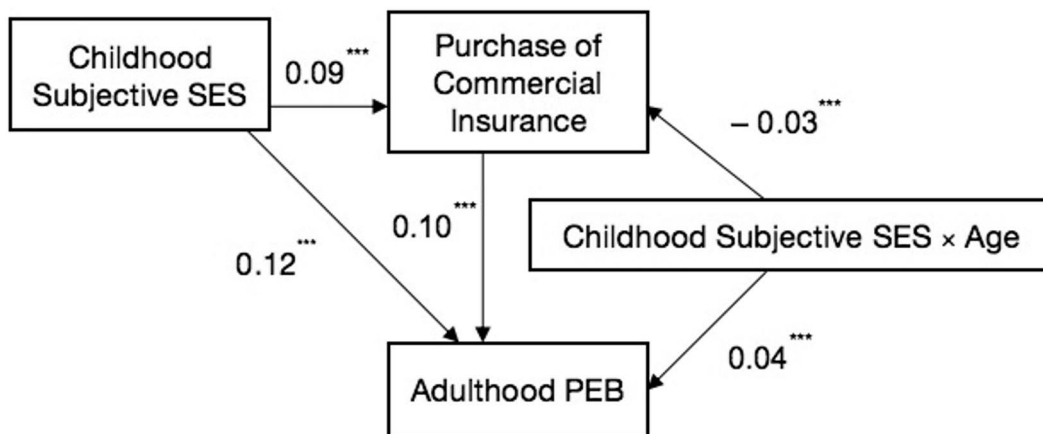 Childhood
Subjective SES
0.09***
Purchase of
Commercial
Insurance
– 0.03***
0.12***
0.10***
Childhood Subjective SES × Age
0.04***
Adulthood PEB